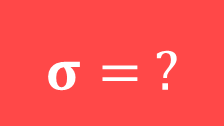 σ = ?